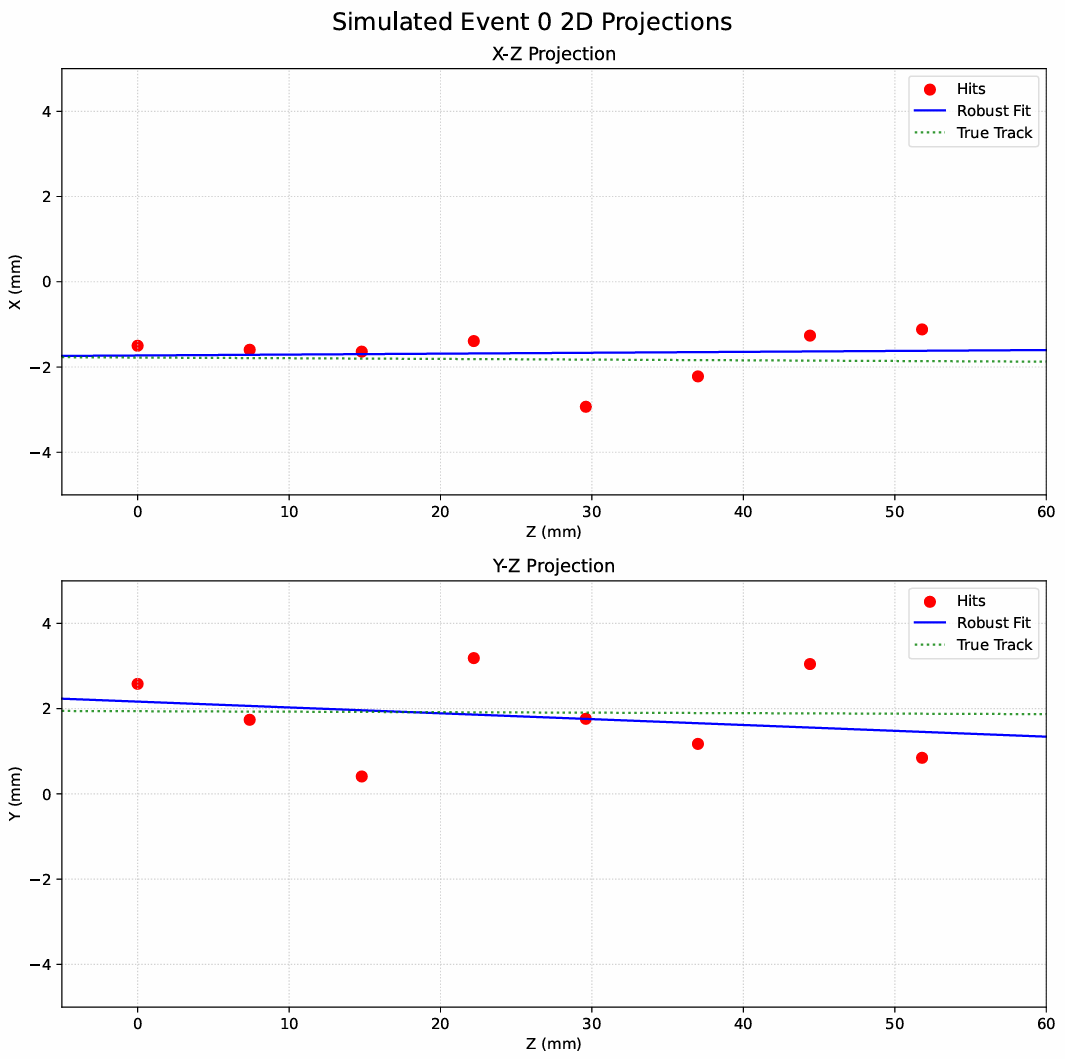 Simulated Event 0 2D Projections
X-Z Projection
Hits
Robust Fit
True Track
4
2
0
−2
−4
X (mm)
0 10 20 30 40 50 60
Z (mm)
Y-Z Projection
Hits
Robust Fit
True Track
4
2
0
−2
−4
Y (mm)
0 10 20 30 40 50 60
Z (mm)